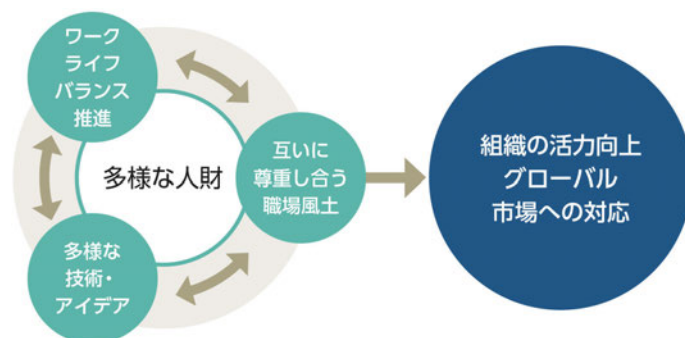 ワーク
ライフ
バランス
推進
多様な人財
互いに
尊重し合う
職場風土
多様な
技術・
アイデア
組織の活力向上
グローバル
市場への対応